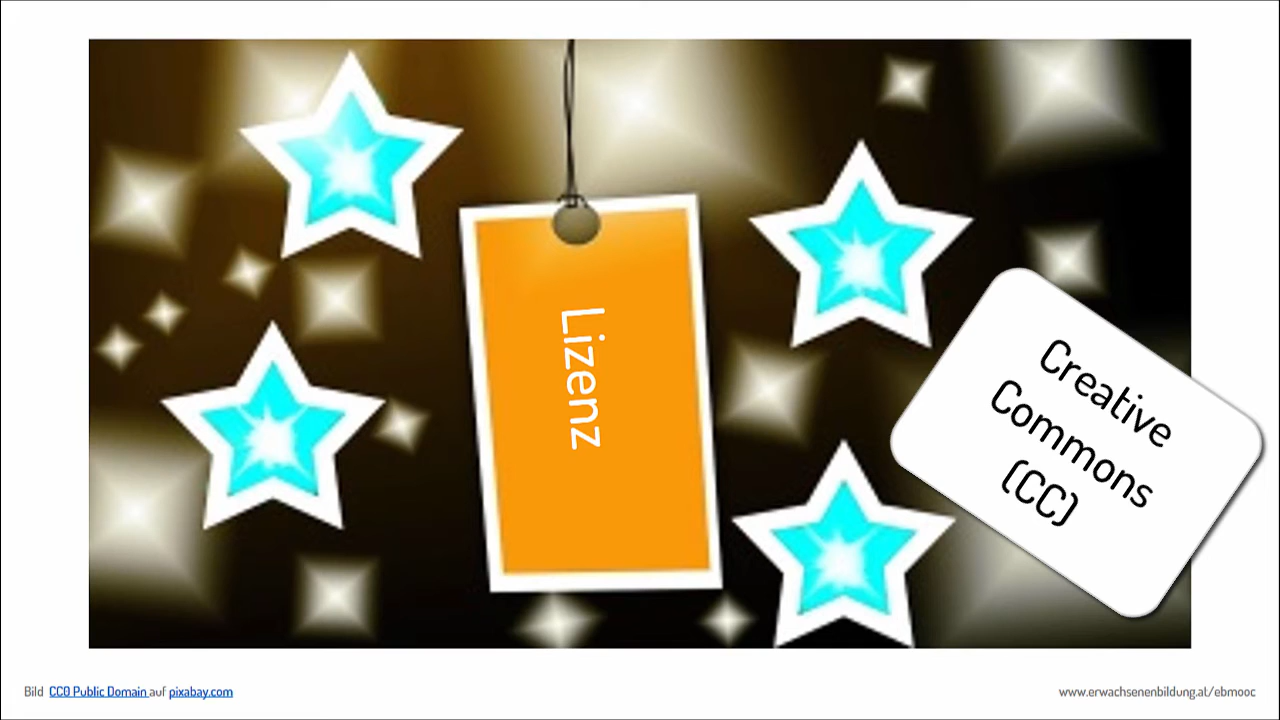 Lizenz
Creative
Commons
(CC)
Bild CC0 Public Domain auf pixabay.com
www.erwachsenenbildung.at/ebmooc